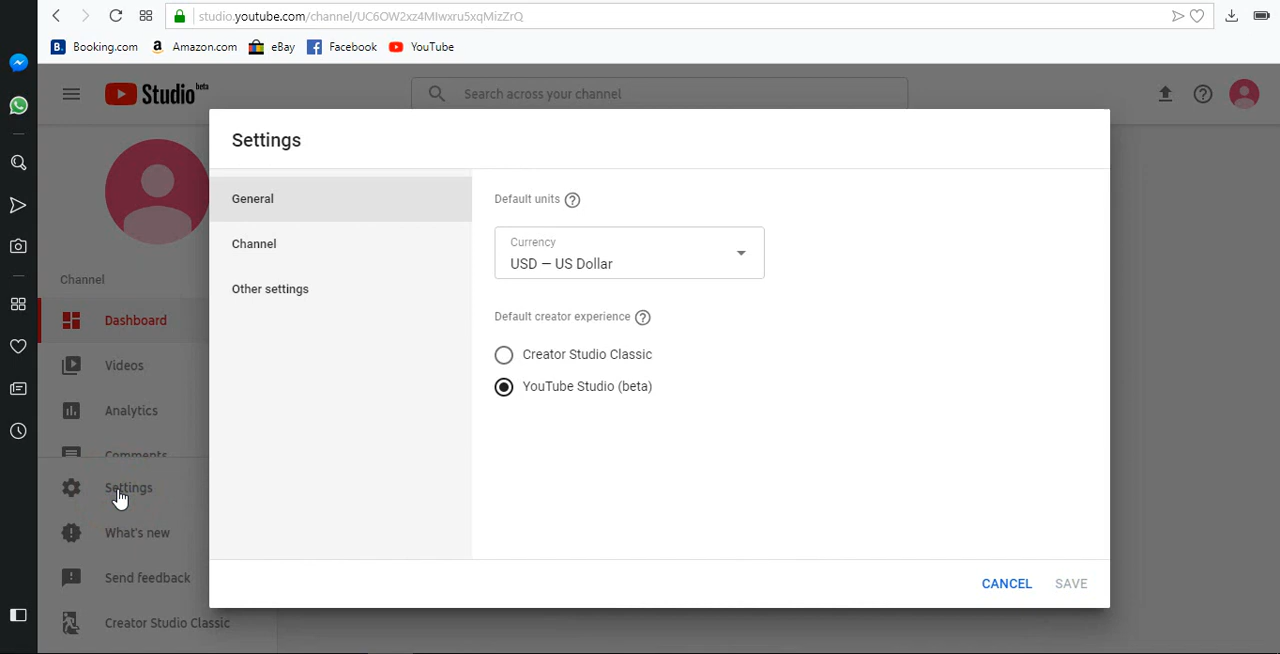 studio.youtube.com/channel/UC6OW2xz4MIwxru5xqMizZrQ
B. Booking.com
a Amazon.com
eBay
Facebook
YouTube
Studio beta
Search across your channel
Settings
General
Channel
Other settings
Default units ?
Currency
USD — US Dollar
Default creator experience ?
Creator Studio Classic
YouTube Studio (beta)
CANCEL
SAVE
Channel
Dashboard
Videos
Analytics
Comments
Settings
What's new
Send feedback
Creator Studio Classic